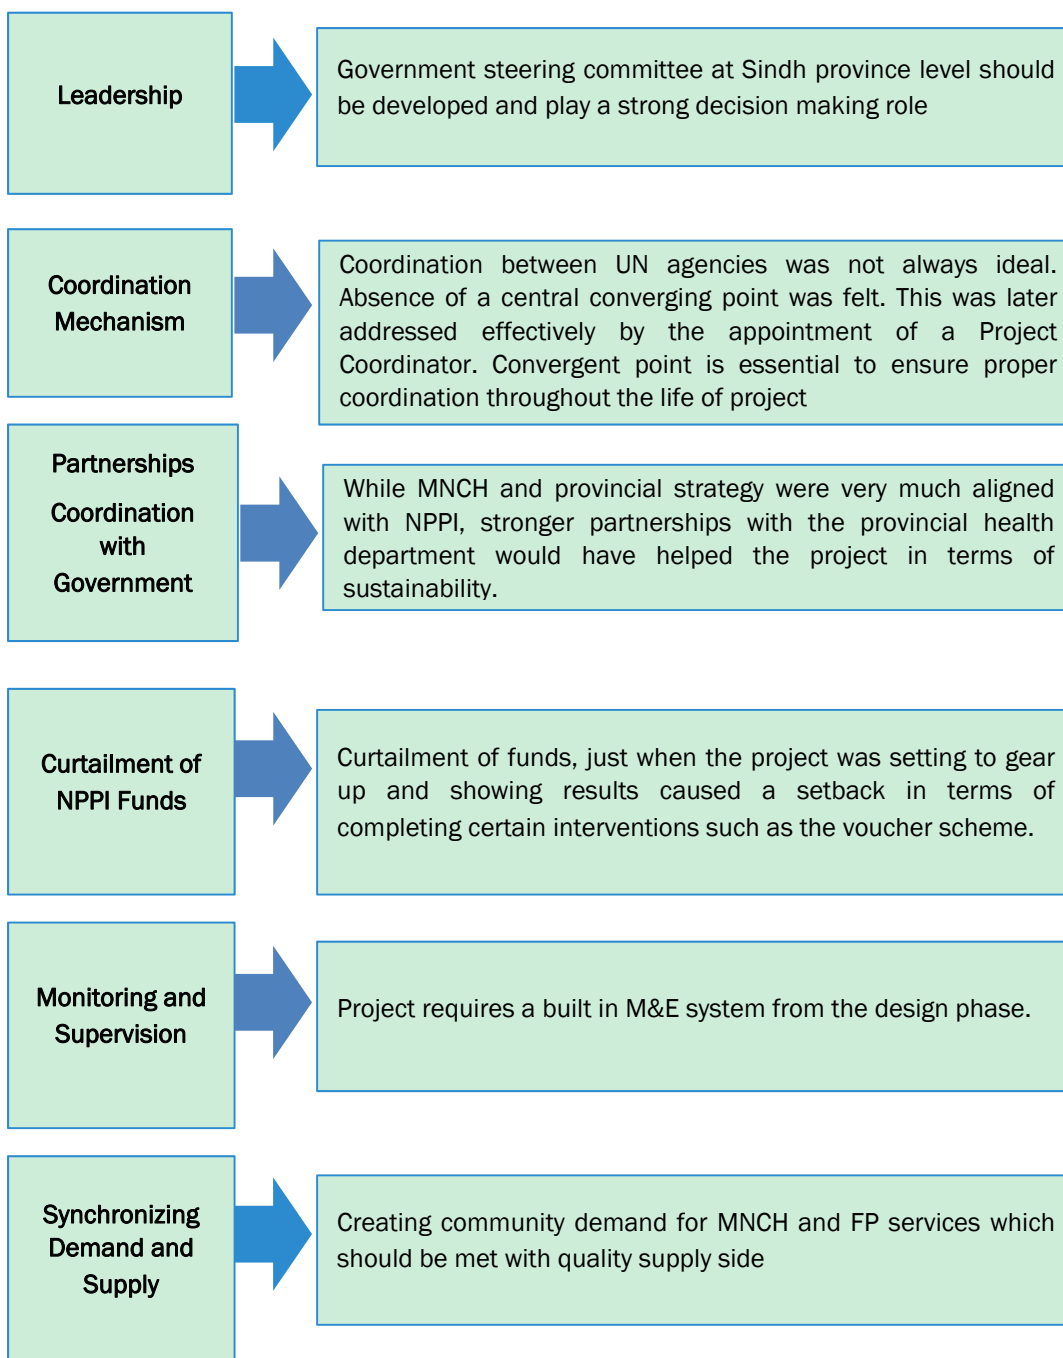 Leadership
Government steering committee at Sindh province level should
be developed and play a strong decision making role
Coordination
Mechanism
Coordination between UN agencies was not always ideal.
Absence of a central converging point was felt. This was later
addressed effectively by the appointment of a Project
Coordinator. Convergent point is essential to ensure proper
coordination throughout the life of project
Partnerships
Coordination
with
Government
While MNCH and provincial strategy were very much aligned
with NPPI, stronger partnerships with the provincial health
department would have helped the project in terms of
sustainability.
Curtailment of
NPPI Funds
Curtailment of funds, just when the project was setting to gear
up and showing results caused a setback in terms of
completing certain interventions such as the voucher scheme.
Monitoring and
Supervision
Project requires a built in M&E system from the design phase.
Synchronizing
Demand and
Supply
Creating community demand for MNCH and FP services which
should be met with quality supply side